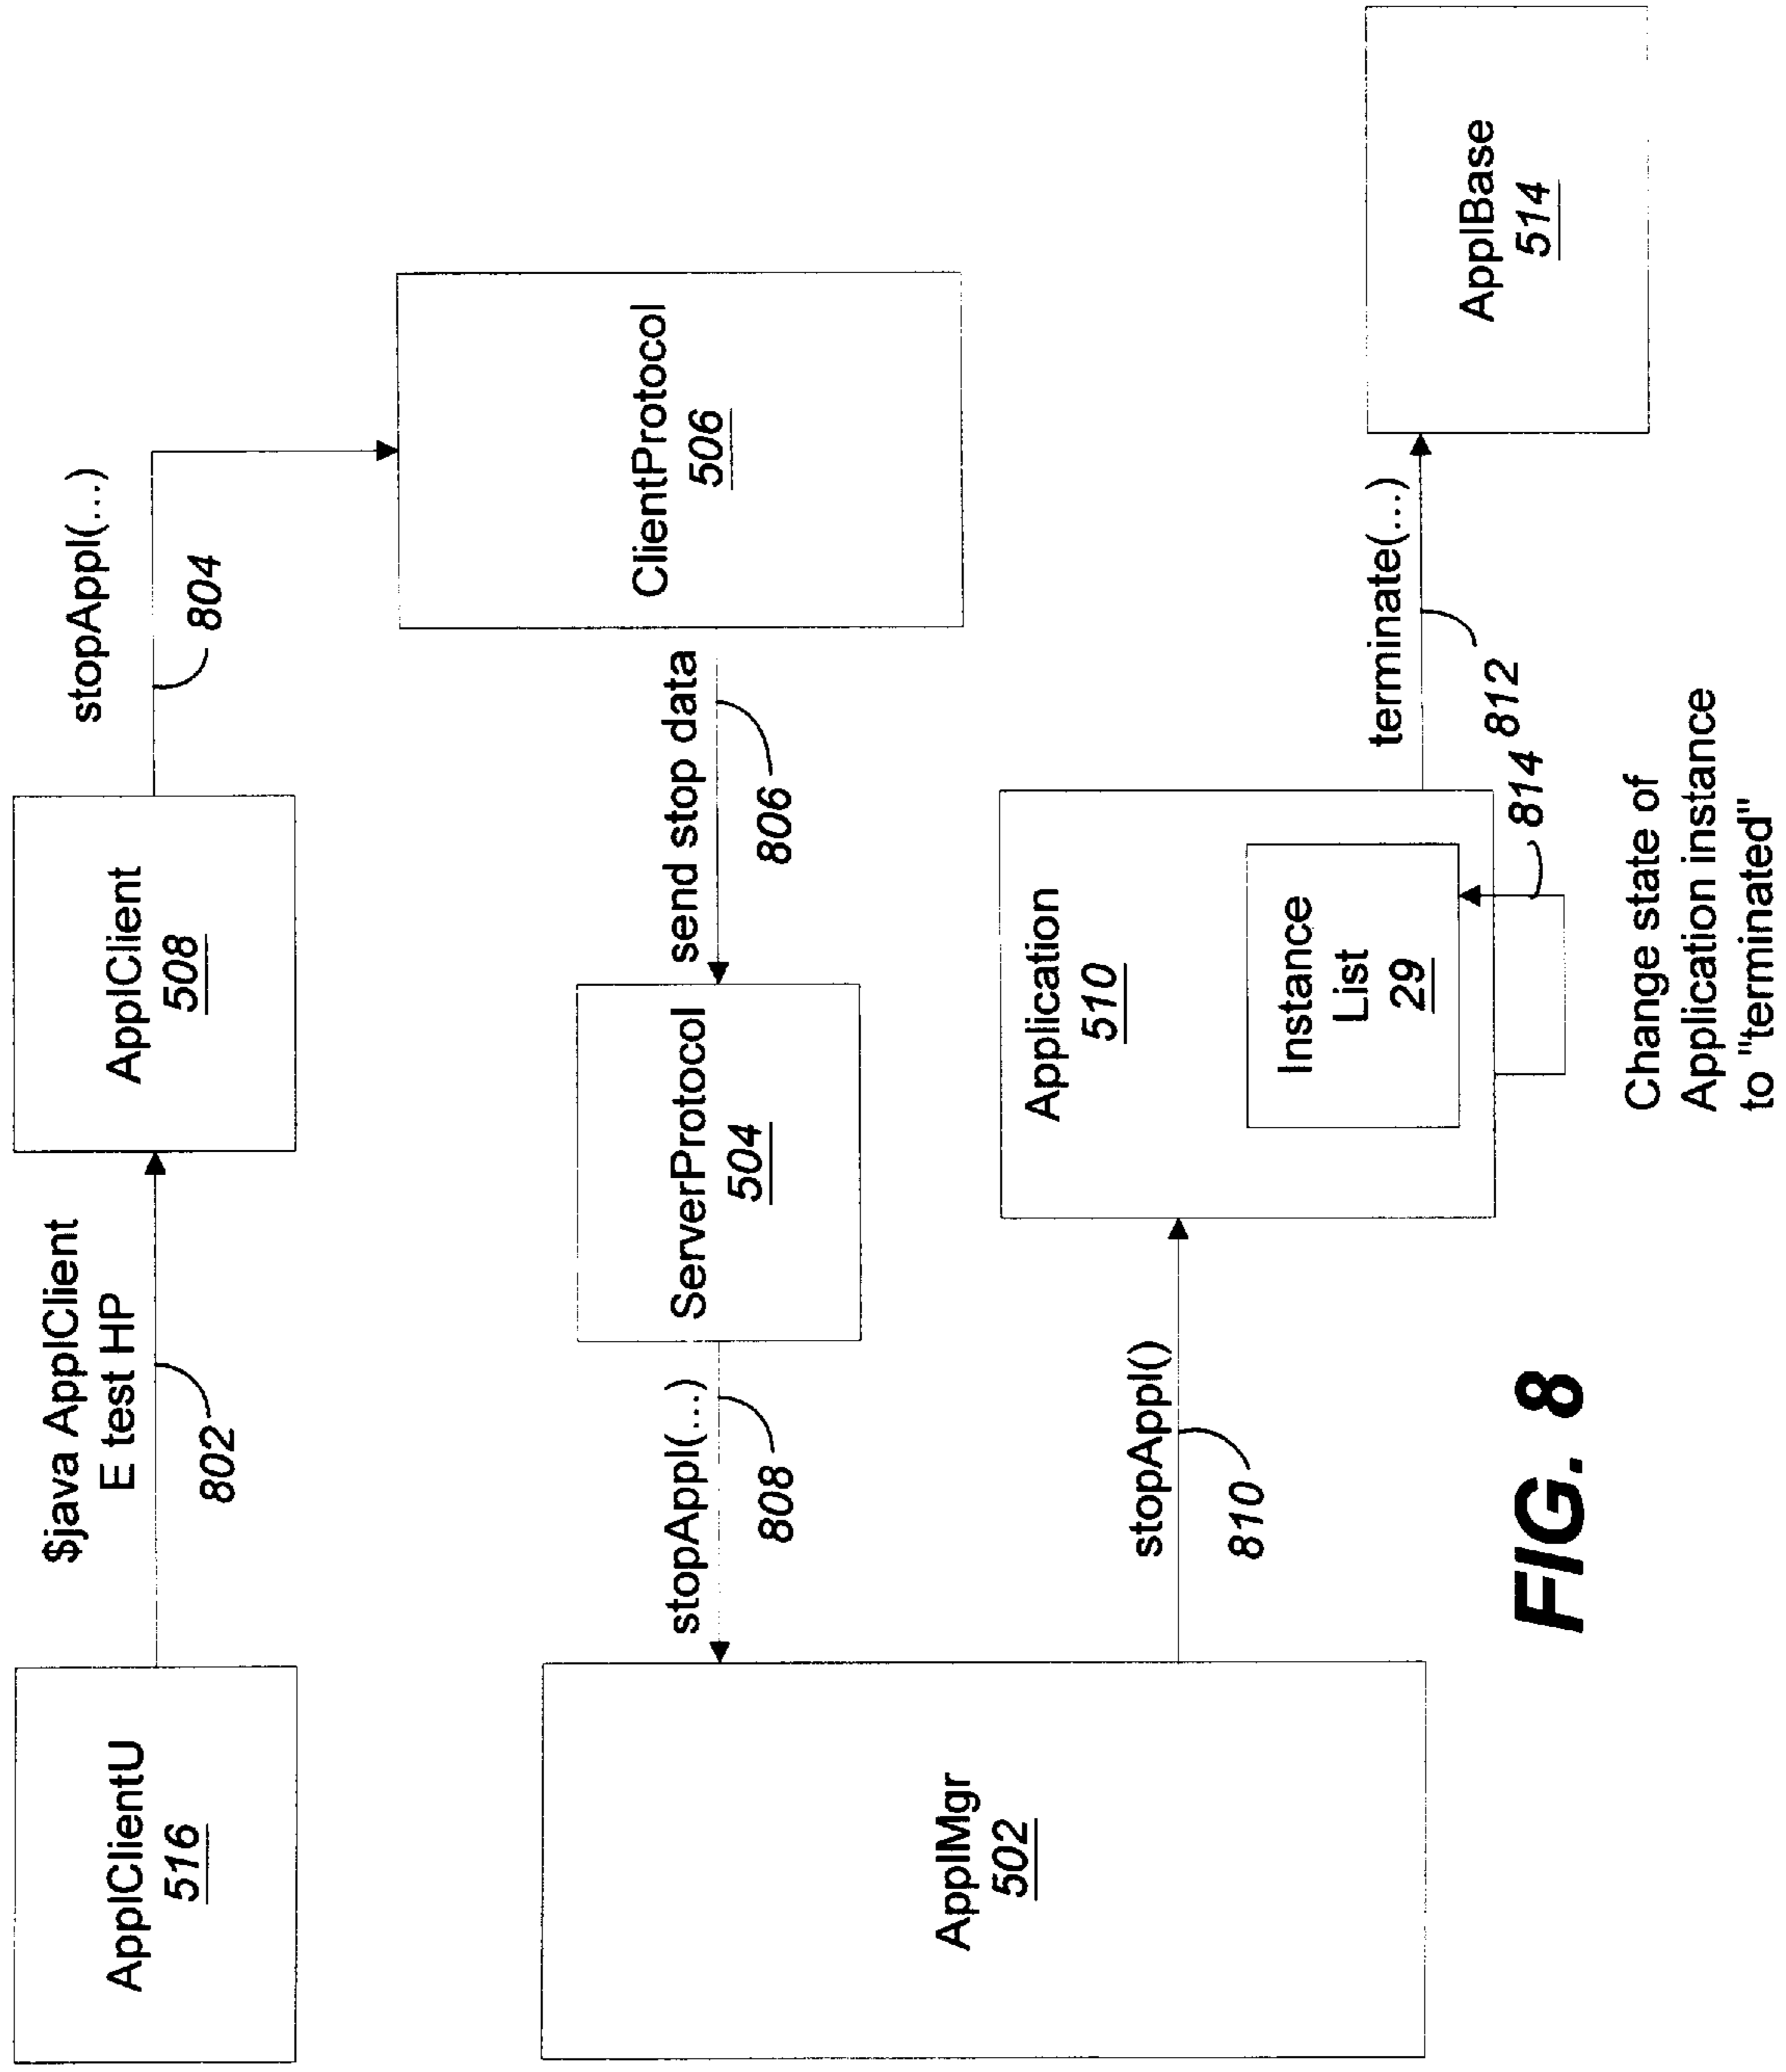 ApplClientU
516
$java ApplClient
E test HP
802
ApplClient
508
stopAppl(...)
804
ClientProtocol
506
send stop data
806
ServerProtocol
504
stopAppl(...)
808
ApplMgr
502
stopAppl()
810
Application
510
Instance
List
29
terminate(...)
812
814
Change state of
Application instance
to "terminated"
ApplBase
514
FIG. 8